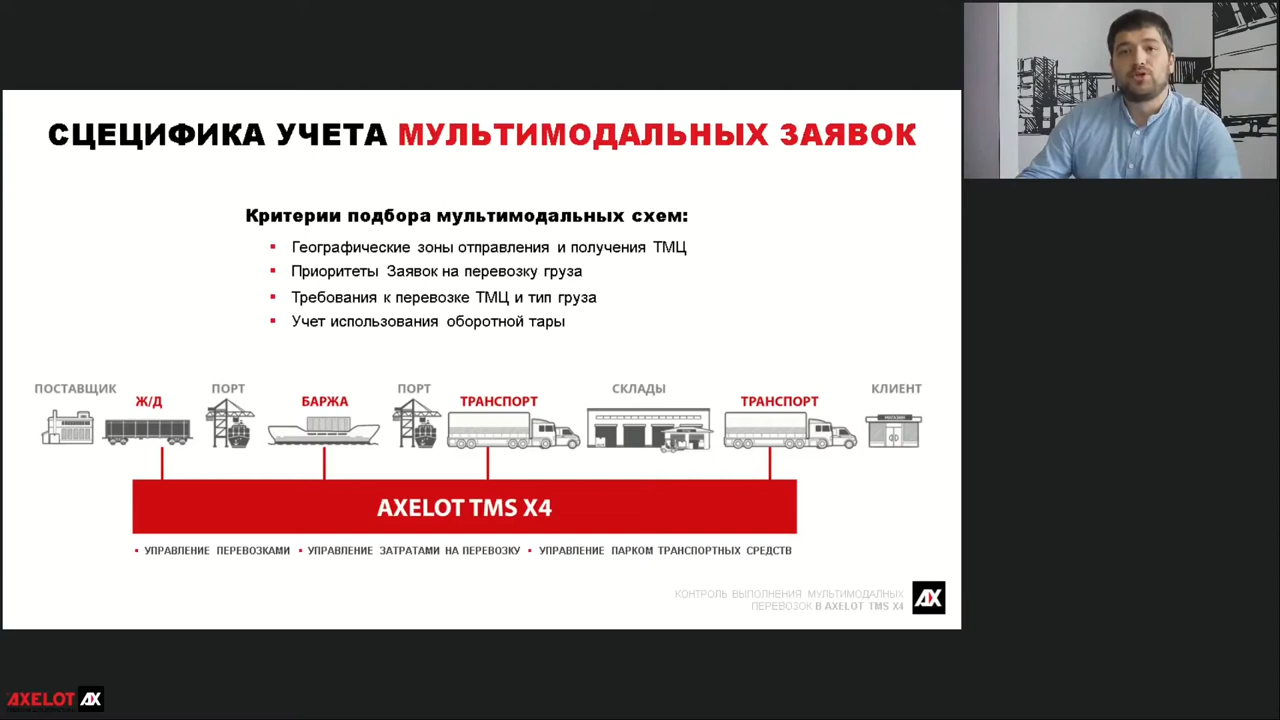 СЦЕЦИФИКА УЧЕТА МУЛЬТИМОДАЛЬНЫХ ЗАЯВОК
Критерии подбора мультимодальных схем:
Географические зоны отправления и получения ТМЦ
Приоритеты Заявок на перевозку груза
Требования к перевозке ТМЦ и тип груза
Учет использования оборотной тары
ПОСТАВЩИК
Ж/Д
ПОРТ
БАРЖА
ПОРТ
ТРАНСПОРТ
СКЛАДЫ
ТРАНСПОРТ
КЛИЕНТ
AXELOT TMS X4
УПРАВЛЕНИЕ ПЕРЕВОЗКАМИ УПРАВЛЕНИЕ ЗАТРАТАМИ НА ПЕРЕВОЗКУ УПРАВЛЕНИЕ ПАРКОМ ТРАНСПОРТНЫХ СРЕДСТВ
КОНТРОЛЬ ВЫПОЛНЕНИЯ МУЛЬТИМОДАЛНЫХ
ПЕРЕВОЗОК В AXELOT TMS X4
AX
AXELOT AX